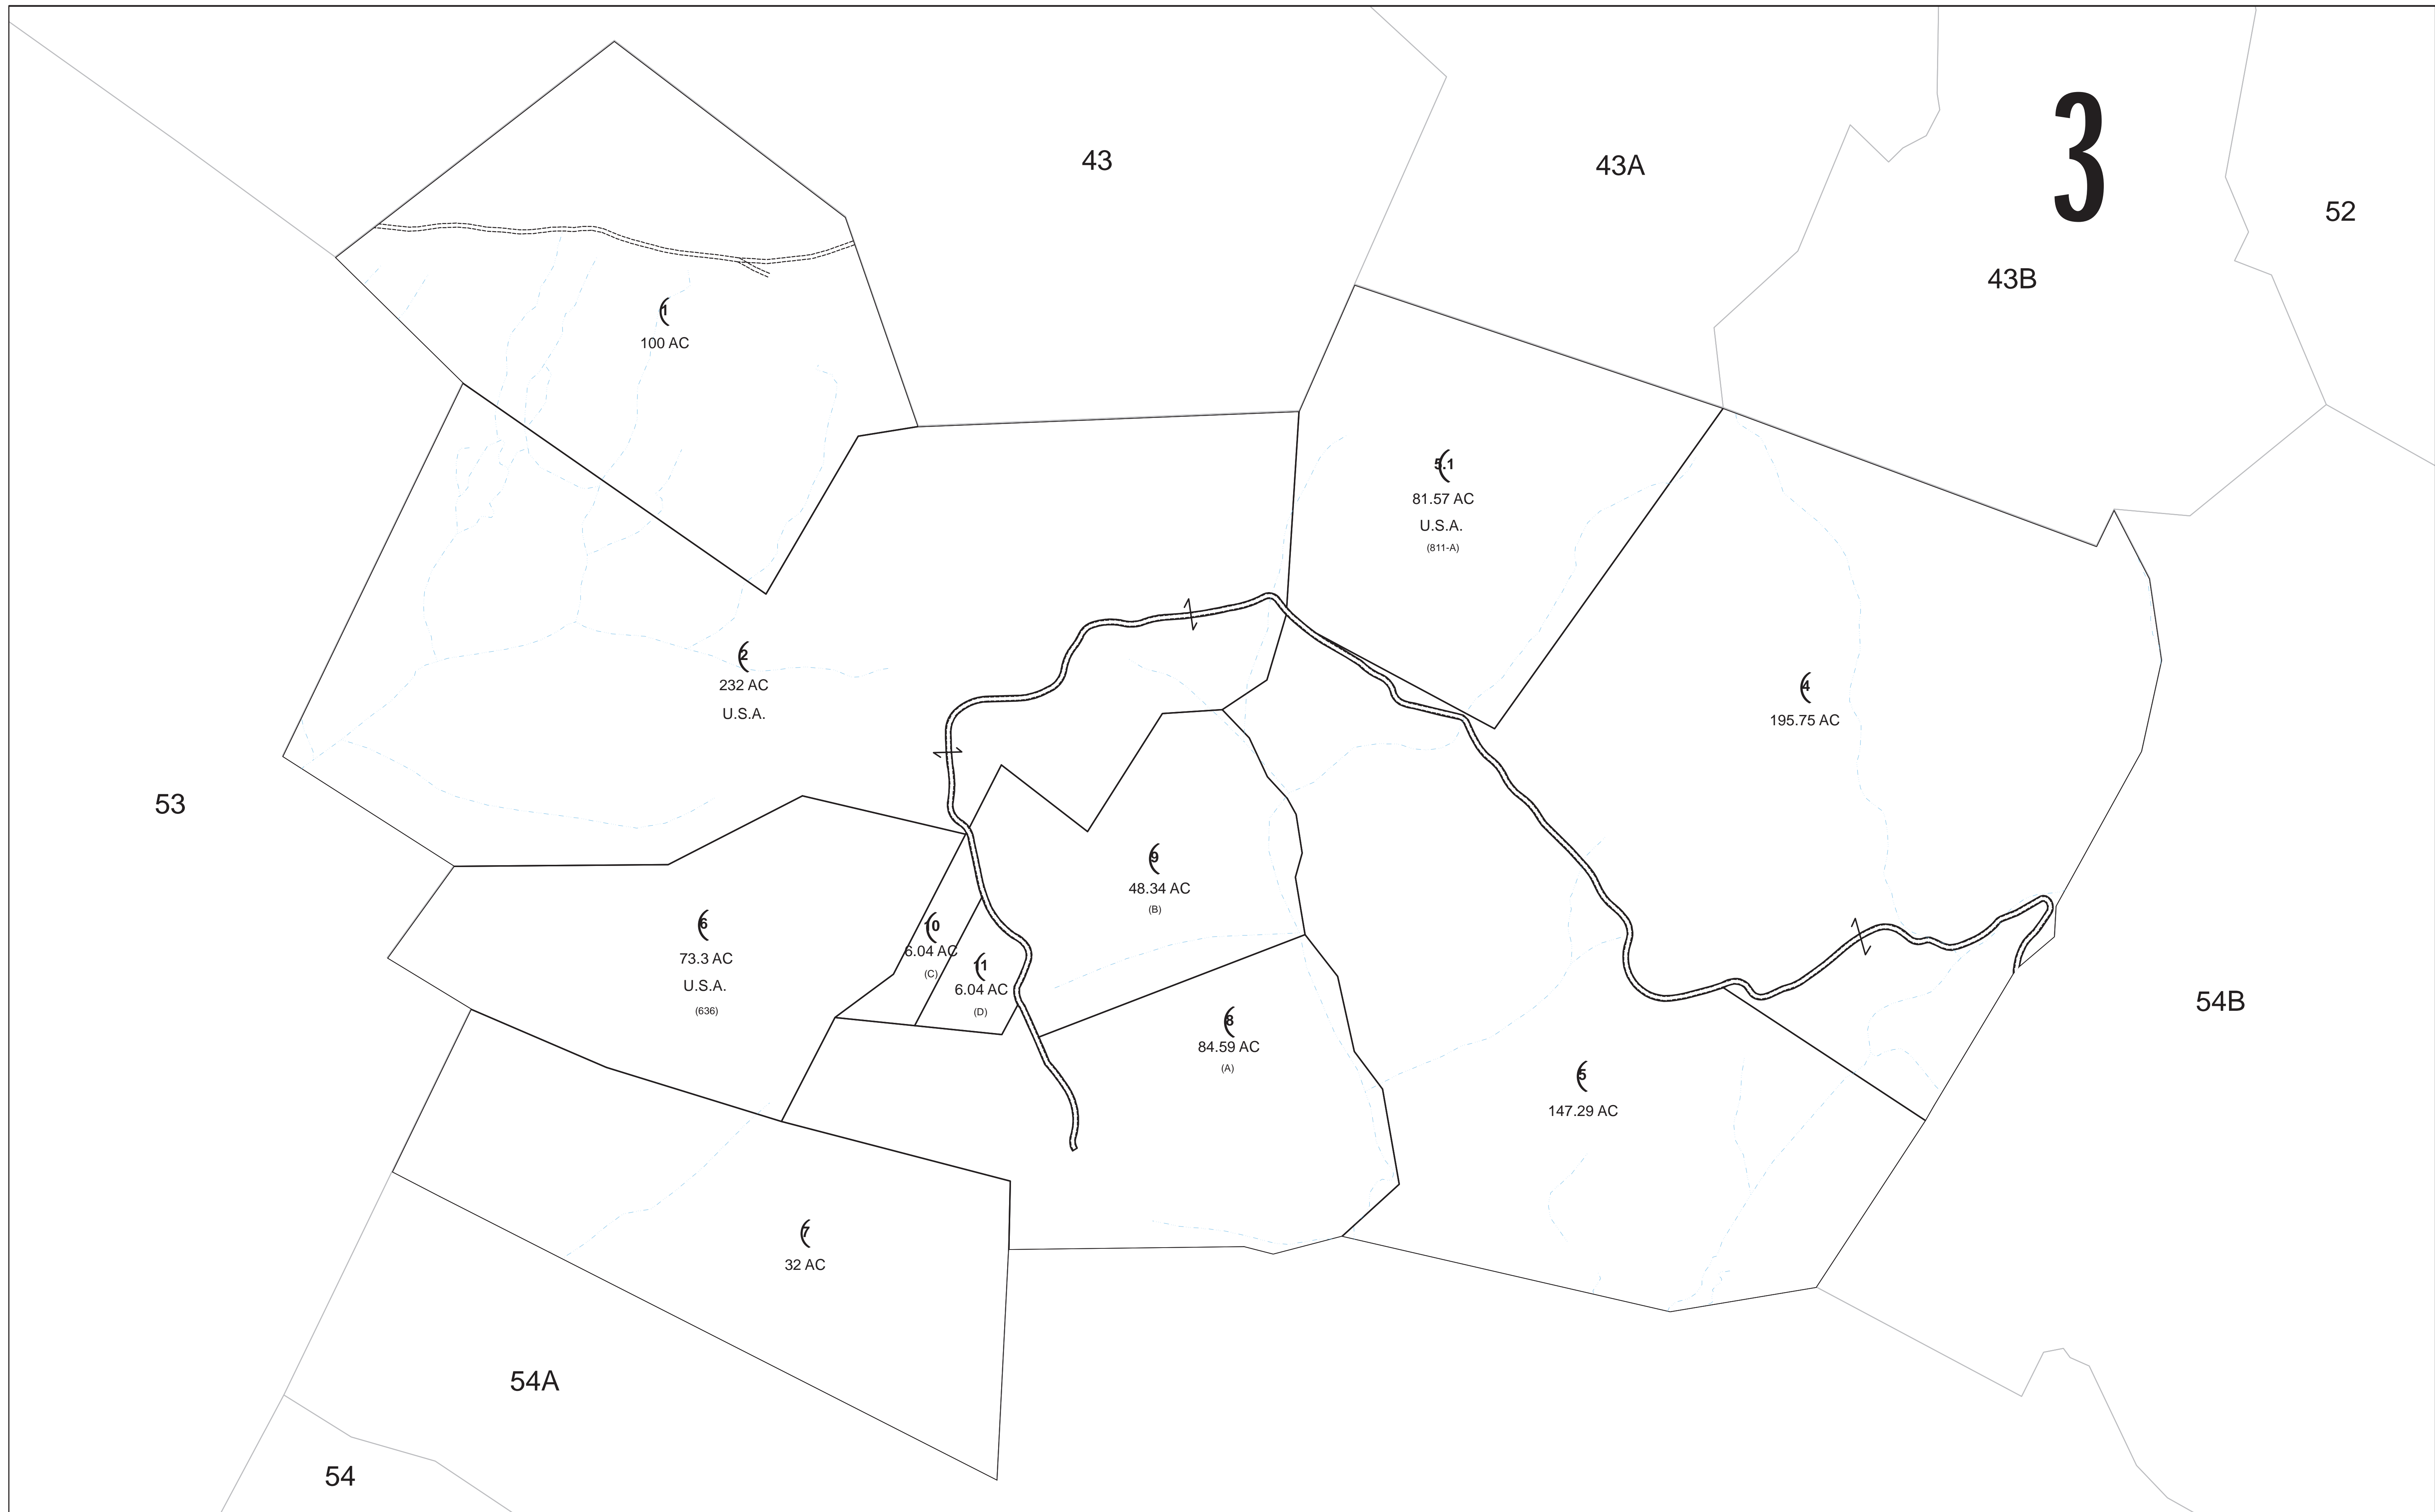 3
43
43A
52
43B
1
100 AC
5.1
81.57 AC
U.S.A.
(811-A)
2
232 AC
U.S.A.
4
195.75 AC
53
9
48.34 AC
(B)
6
73.3 AC
U.S.A.
(636)
10
6.04 AC
(C)
11
6.04 AC
(D)
8
84.59 AC
(A)
54B
5
147.29 AC
7
32 AC
54A
54